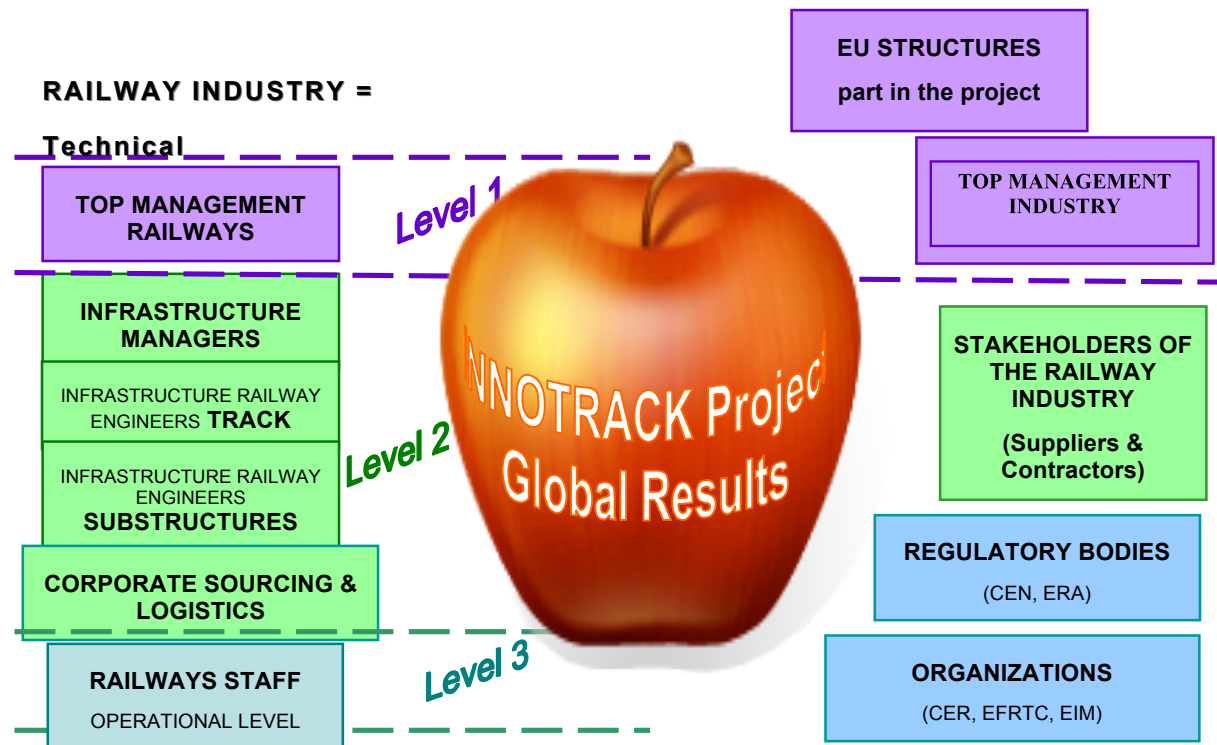 RAILWAY INDUSTRY =
Technical
TOP MANAGEMENT
RAILWAYS
INFRASTRUCTURE
MANAGERS
INFRASTRUCTURE RAILWAY
ENGINEERS TRACK
INFRASTRUCTURE RAILWAY
ENGINEERS
SUBSTRUCTURES
CORPORATE SOURCING &
LOGISTICS
RAILWAYS STAFF
OPERATIONAL LEVEL
Level 1
Level 2
Level 3
INNOTRACK Project
Global Results
EU STRUCTURES
part in the project
TOP MANAGEMENT
INDUSTRY
STAKEHOLDERS OF
THE RAILWAY
INDUSTRY
(Suppliers &
Contractors)
REGULATORY BODIES
(CEN, ERA)
ORGANIZATIONS
(CER, EFRTC, EIM)